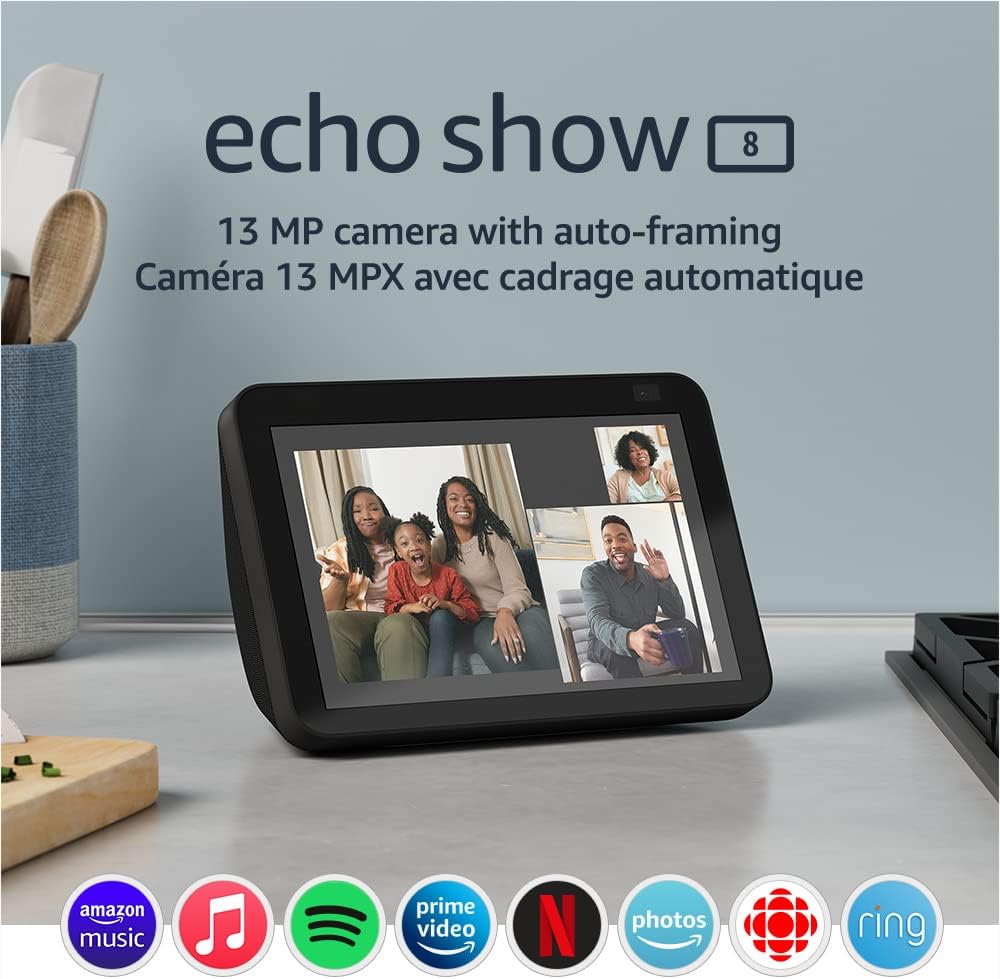 echo show 8
13 MP camera with auto-framing
Caméra 13 MPX avec cadrage automatique
amazon music
prime video
N
photos
ring